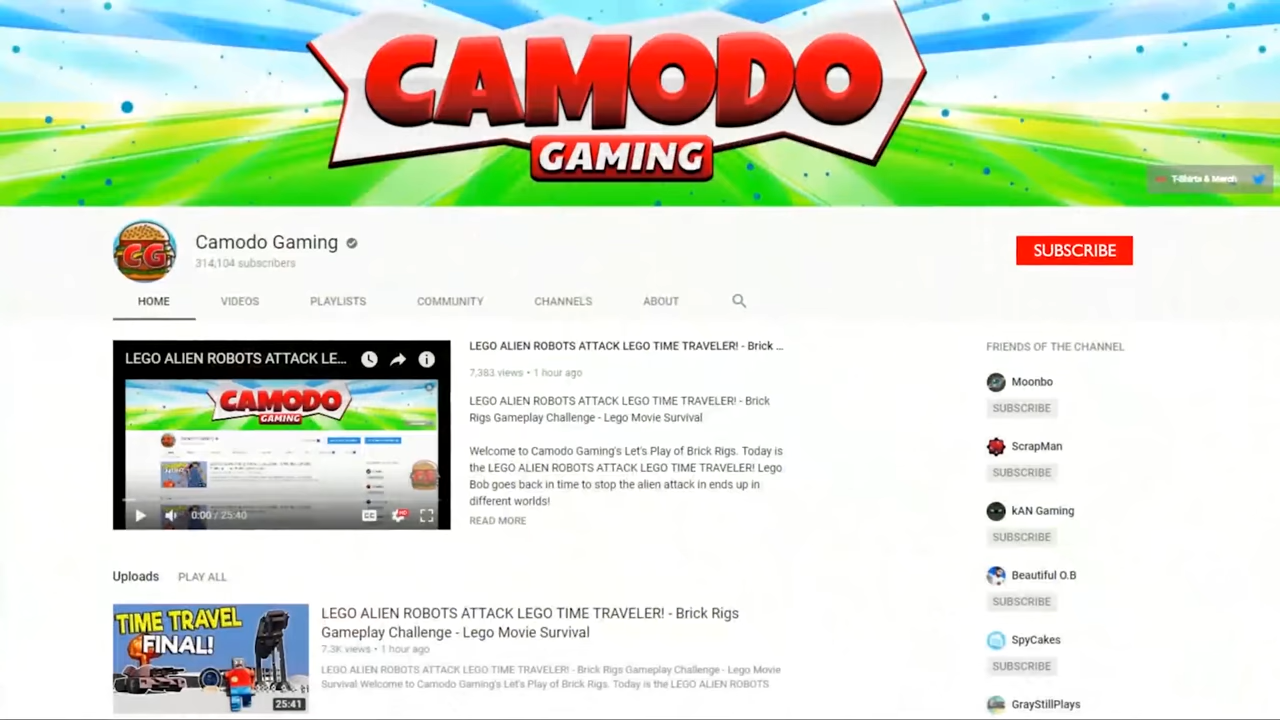 CAMODO
GAMING
T-Shirts & Merch
Camodo Gaming
314,104 subscribers
SUBSCRIBE
HOME VIDEOS PLAYLISTS COMMUNITY CHANNELS ABOUT
LEGO ALIEN ROBOTS ATTACK LE...
CAMODO
GAMING
0:00 / 25:40
CC HD
LEGO ALIEN ROBOTS ATTACK LEGO TIME TRAVELER! - Brick ...
7,383 views • 1 hour ago
LEGO ALIEN ROBOTS ATTACK LEGO TIME TRAVELER! - Brick
Rigs Gameplay Challenge - Lego Movie Survival
Welcome to Camodo Gaming's Let's Play of Brick Rigs. Today is
the LEGO ALIEN ROBOTS ATTACK LEGO TIME TRAVELER! Lego
Bob goes back in time to stop the alien attack in ends up in
different worlds!
READ MORE
FRIENDS OF THE CHANNEL
Moonbo
SUBSCRIBE
ScrapMan
SUBSCRIBE
kAN Gaming
SUBSCRIBE
Beautiful O.B
SUBSCRIBE
SpyCakes
SUBSCRIBE
GrayStillPlays
Uploads PLAY ALL
TIME TRAVEL
FINAL!
25:41
LEGO ALIEN ROBOTS ATTACK LEGO TIME TRAVELER! - Brick Rigs
Gameplay Challenge - Lego Movie Survival
7.3K views • 1 hour ago
LEGO ALIEN ROBOTS ATTACK LEGO TIME TRAVELER! - Brick Rigs Gameplay Challenge - Lego Movie
Survival Welcome to Camodo Gaming's Let's Play of Brick Rigs. Today is the LEGO ALIEN ROBOTS
CG